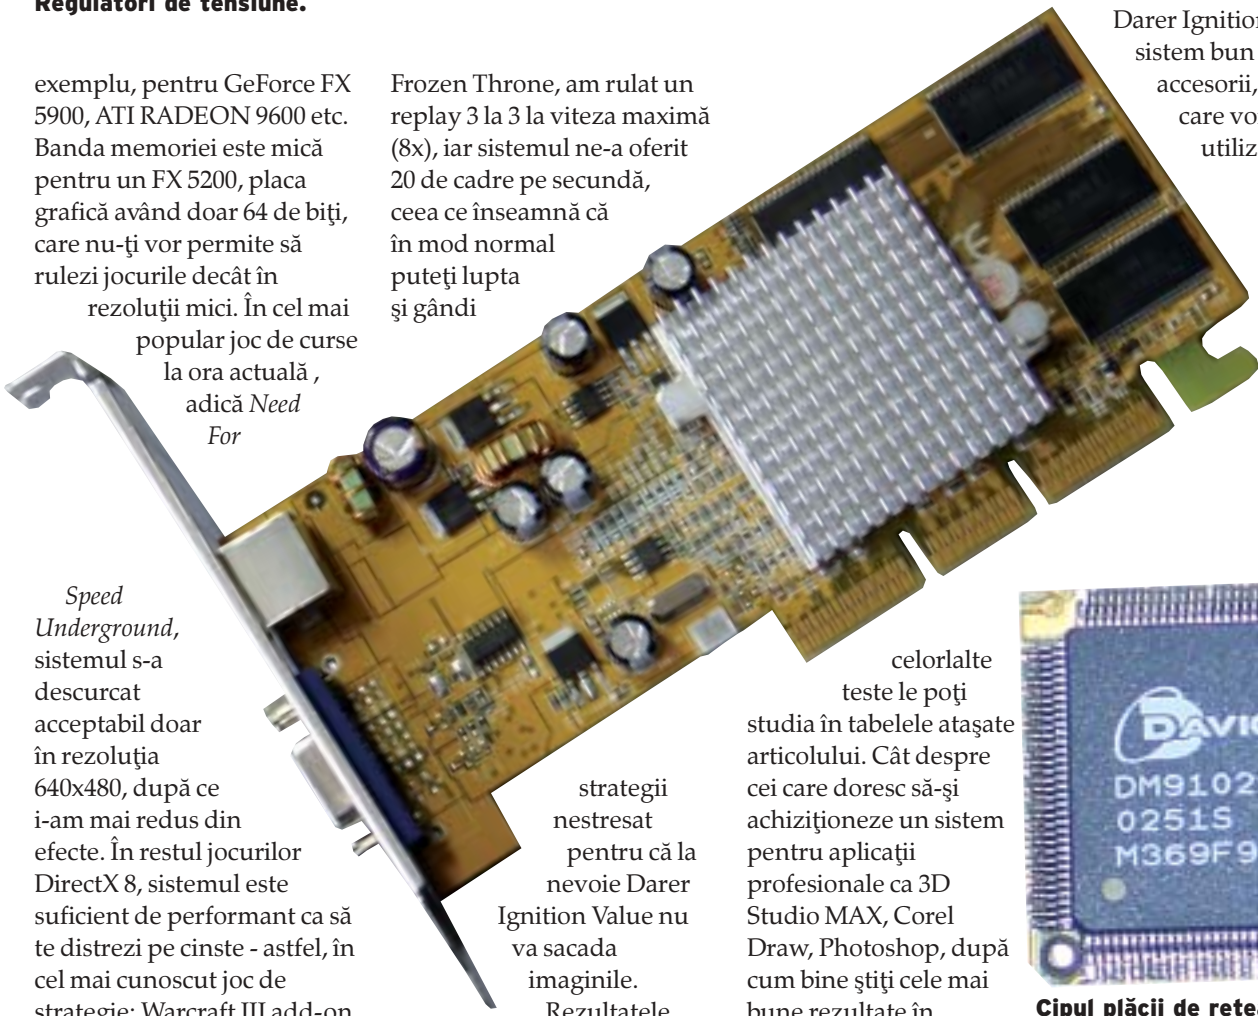 Regulatori de tensiune.
exemplu, pentru GeForce FX
5900, ATI RADEON 9600 etc.
Banda memoriei este mică
pentru un FX 5200, placa
grafică având doar 64 de biţi,
care nu-ţi vor permite să
rulezi jocurile decât în
rezoluţii mici. În cel mai
popular joc de curse
la ora actuală ,
adică Need
For
Speed
Underground,
sistemul s-a
descurcat
acceptabil doar
în rezoluţia
640x480, după ce
i-am mai redus din
efecte. În restul jocurilor
DirectX 8, sistemul este
suficient de performant ca să
te distrezi pe cinste - astfel, în
cel mai cunoscut joc de
strategie: Warcraft III add-on
Frozen Throne, am rulat un
replay 3 la 3 la viteza maximă
(8x), iar sistemul ne-a oferit
20 de cadre pe secundă,
ceea ce înseamnă că
în mod normal
puteţi lupta
şi gândi
strategii
nestresat
pentru că la
nevoie Darer
Ignition Value nu
va sacada
imaginile.
Rezultatele
celorlalte
teste le poţi
studia în tabelele ataşate
articolului. Cât despre
cei care doresc să-şi
achiziţioneze un sistem
pentru aplicaţii
profesionale ca 3D
Studio MAX, Corel
Draw, Photoshop, după
cum bine ştiţi cele mai
bune rezultate în
Darer Ignition
sistem bun
accesorii,
care vo
utiliz
DAVIC
DM9102
0251S
M369F9
Cipul plăcii de reţea